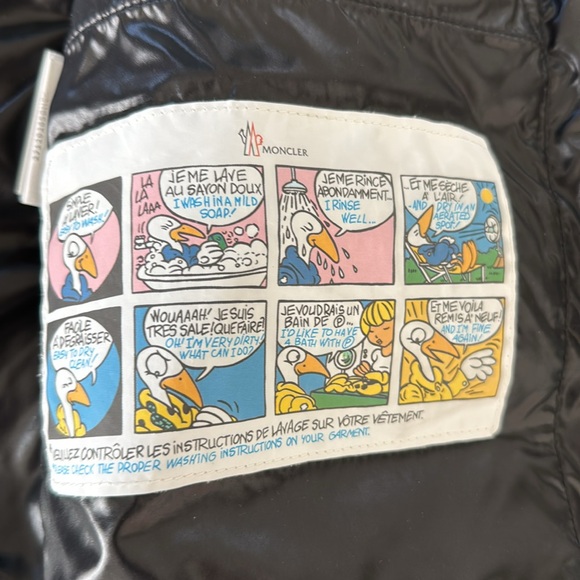 MONCLER
SIMPLE
A LAVER!
EASY TO WASH!
LA
LA
LAAA
JE ME LAVE
AU SAVON DOUX
I WASH IN A MILD
SOAP!
JE ME RINCE
ABONDAMMENT...
I RINSE
WELL...
...ET ME SECHE
A L'AIR!
...AND DRY IN AN
AERATED
SPOT!
FACILE
A DEGRAISSER
EASY TO DRY
CLEAN!
WOUAAAH! JE SUIS
TRES SALE! QUE FAIRE?
OH! I'M VERY DIRTY!
WHAT CAN I DO?
JE VOUDRAIS UN
BAIN DE Ⓟ...
I'D LIKE TO HAVE
A BATH WITH Ⓟ
ET ME VOILA
REMIS A' NEUF!
AND I'M FINE
AGAIN!
VEUILLEZ CONTRÔLER LES INSTRUCTIONS DE LAVAGE SUR VÔTRE VÊTEMENT.
PLEASE CHECK THE PROPER WASHING INSTRUCTIONS ON YOUR GARMENT.